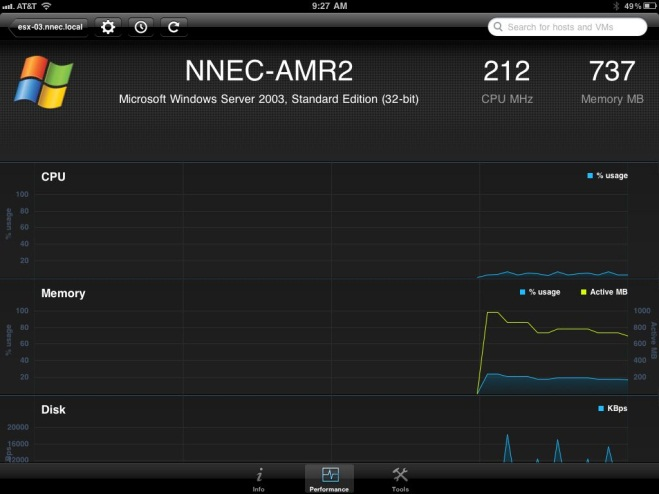 AT&T 9:27 AM 49%
esx-03.nnec.local Search for hosts and VMs
NNEC-AMR2 212 737
Microsoft Windows Server 2003, Standard Edition (32-bit) CPU MHz Memory MB
CPU % usage
100
80
60
40
20
% usage
Memory % usage Active MB
100 1000
80 800
60 600
40 400
20 200
% usage Active MB
Disk KBps
20000
16000
12000
Info Performance Tools